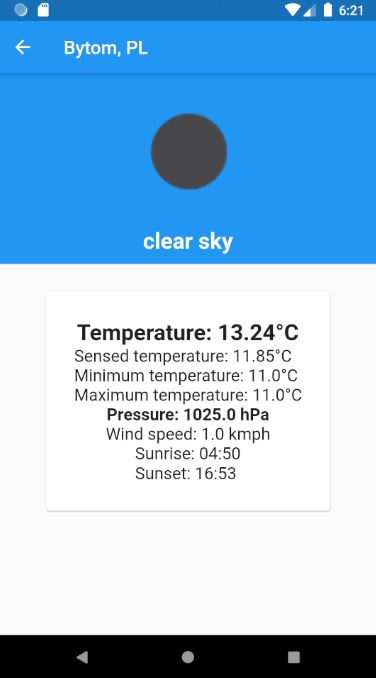 6:21
Bytom, PL
clear sky
Temperature: 13.24°C
Sensed temperature: 11.85°C
Minimum temperature: 11.0°C
Maximum temperature: 11.0°C
Pressure: 1025.0 hPa
Wind speed: 1.0 kmph
Sunrise: 04:50
Sunset: 16:53